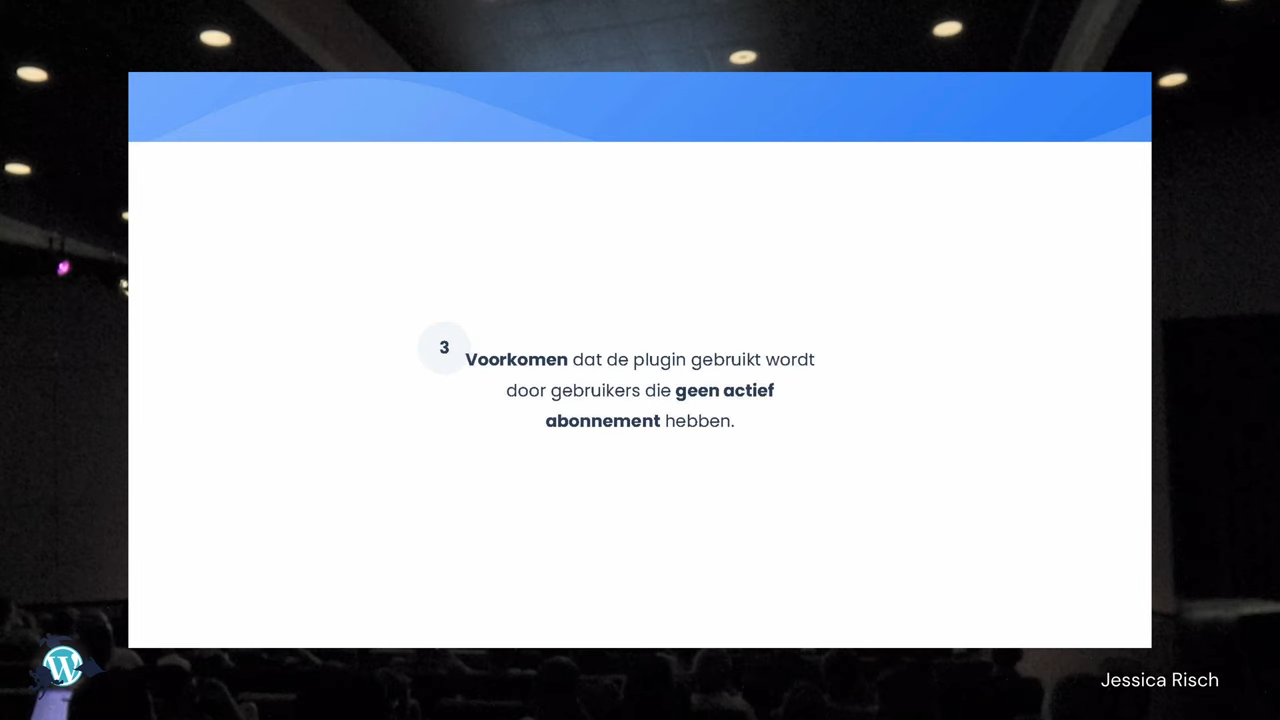 3
Voorkomen dat de plugin gebruikt wordt
door gebruikers die geen actief
abonnement hebben.
Jessica Risch